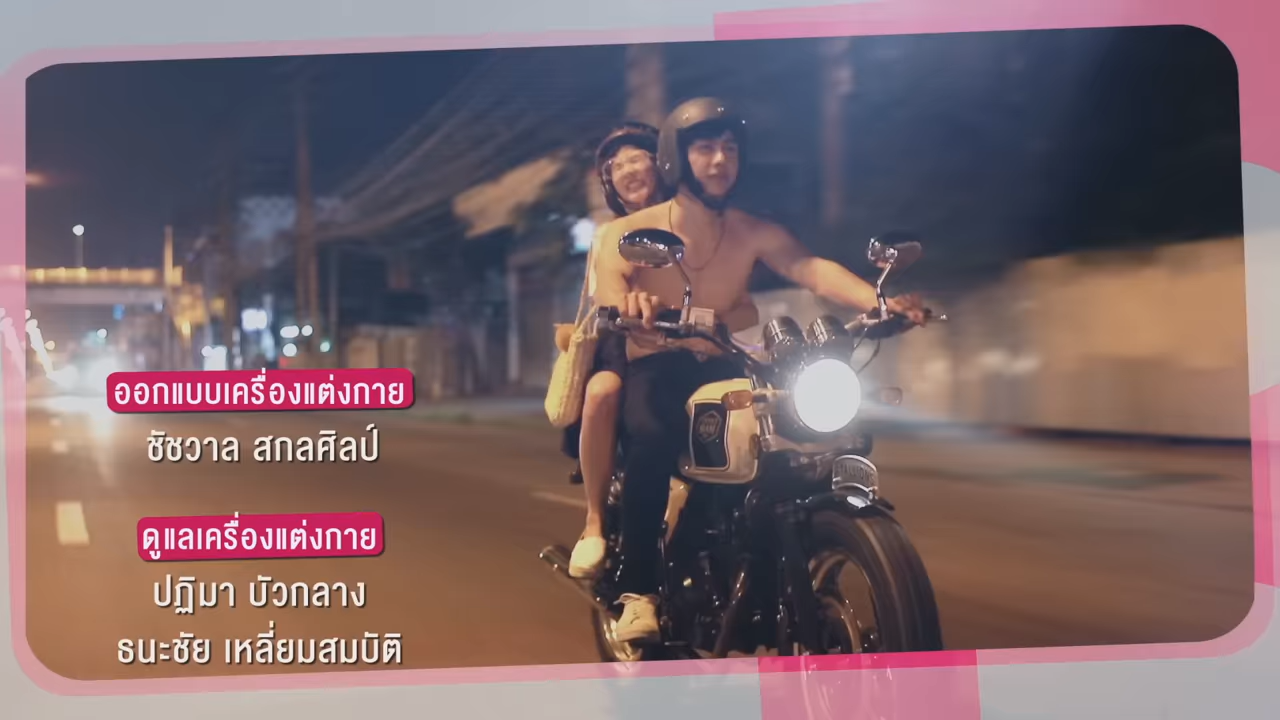 ออกแบบเครื่องแต่งกาย
ชัชวาล สกลศิลป์
ดูแลเครื่องแต่งกาย
ปฏิมา บัวกลาง
ธนะชัย เหลี่ยมสมบัติ